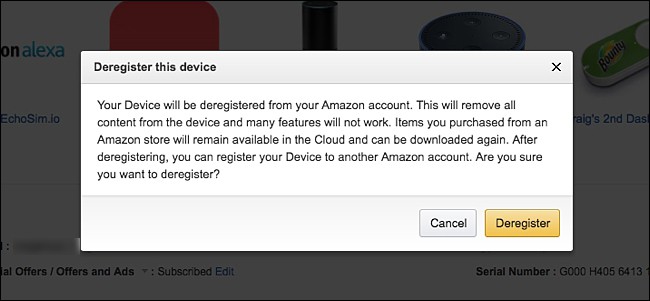 on alexa
BOUNTY
EchoSim.io
raig's 2nd Dash
Deregister this device
Your Device will be deregistered from your Amazon account. This will remove all
content from the device and many features will not work. Items you purchased from an
Amazon store will remain available in the Cloud and can be downloaded again. After
deregistering, you can register your Device to another Amazon account. Are you sure
you want to deregister?
Cancel
Deregister
ial Offers / Offers and Ads : Subscribed Edit
Serial Number : G000 H405 6413 1